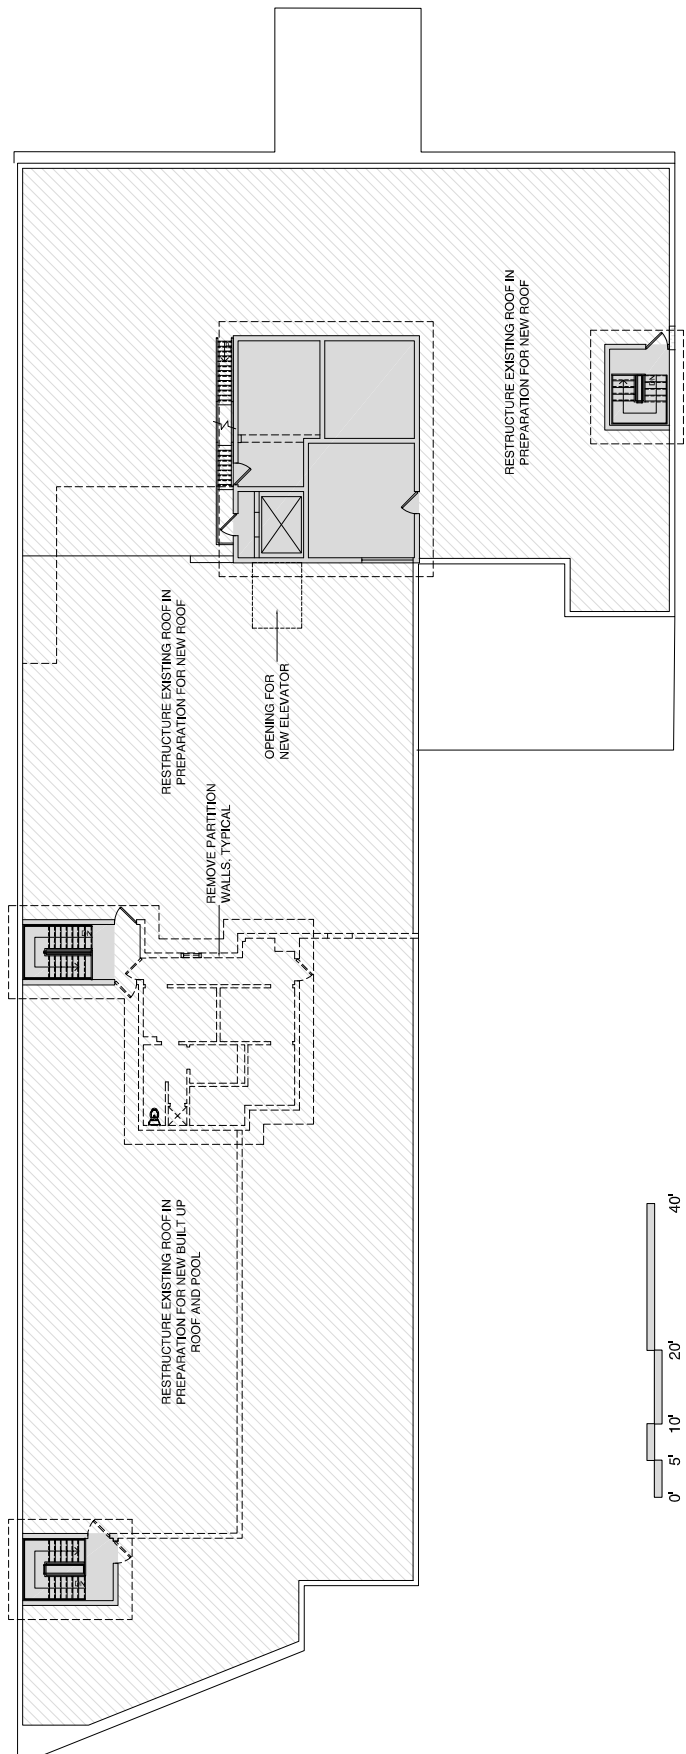 RESTRUCTURE EXISTING ROOF IN
PREPARATION FOR NEW ROOF
DN
RESTRUCTURE EXISTING ROOF IN
PREPARATION FOR NEW ROOF
OPENING FOR
NEW ELEVATOR
REMOVE PARTITION
WALLS, TYPICAL
RESTRUCTURE EXISTING ROOF IN
PREPARATION FOR NEW BUILT UP
ROOF AND POOL
0' 5' 10' 20' 40'